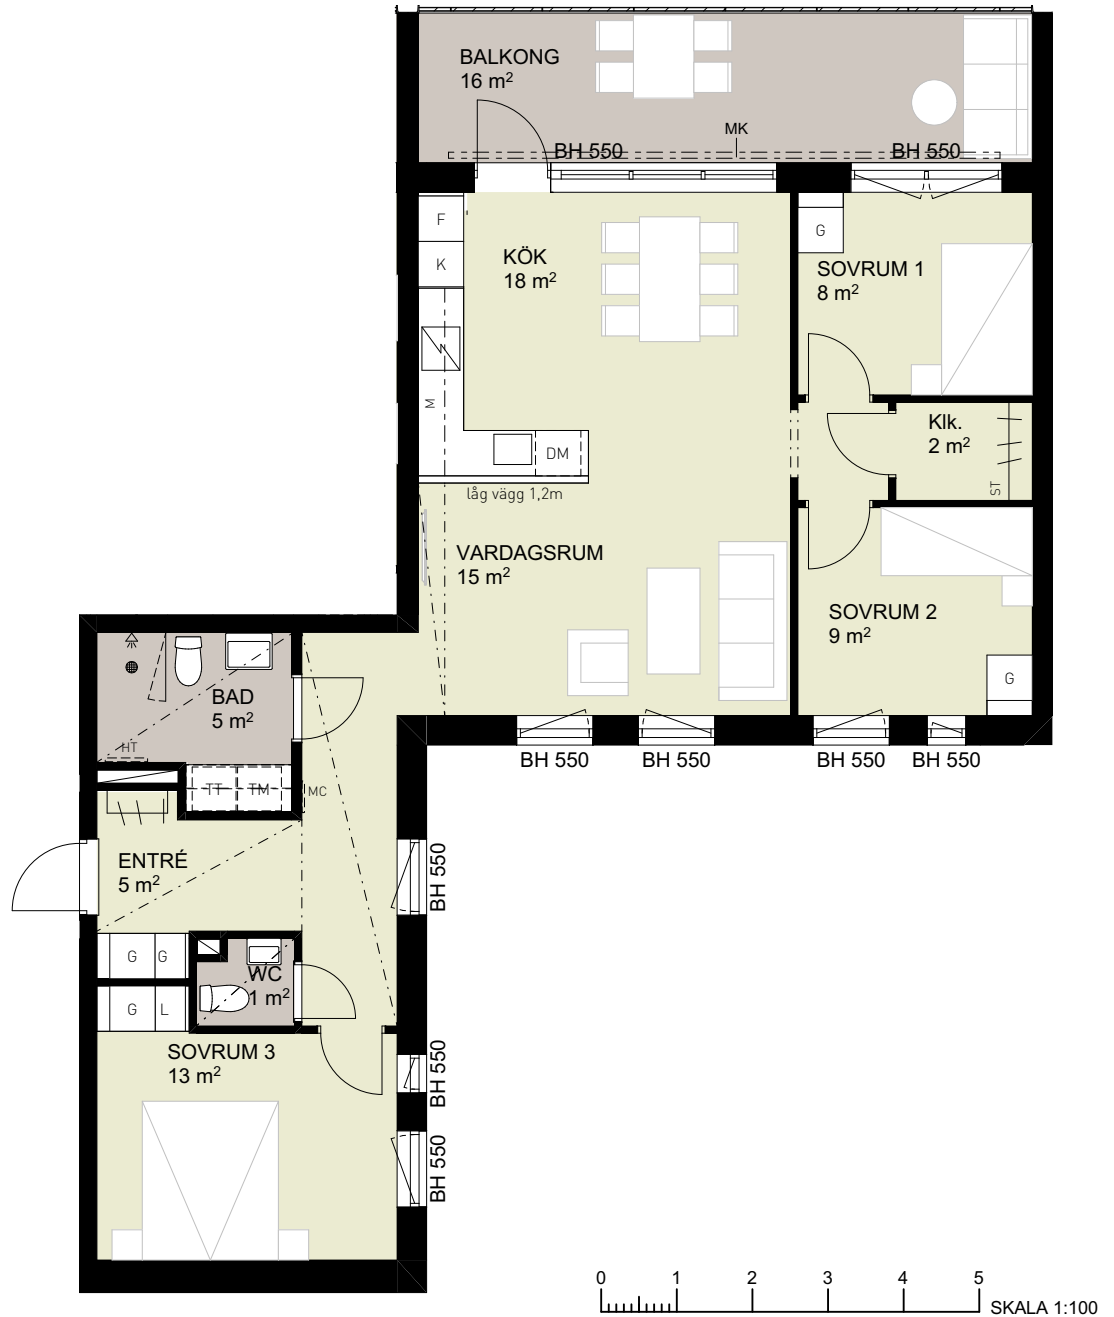 BALKONG
16 m²
MK
BH 550
BH 550
F
K
KÖK
18 m²
G
SOVRUM 1
8 m²
M
DM
låg vägg 1,2m
Klk.
2 m²
ST
VARDAGSRUM
15 m²
SOVRUM 2
9 m²
G
BAD
5 m²
HT
TT
TM
MC
BH 550
BH 550
BH 550
BH 550
ENTRÉ
5 m²
BH 550
G
G
WC
1 m²
G
L
SOVRUM 3
13 m²
BH 550
BH 550
0 1 2 3 4 5
SKALA 1:100